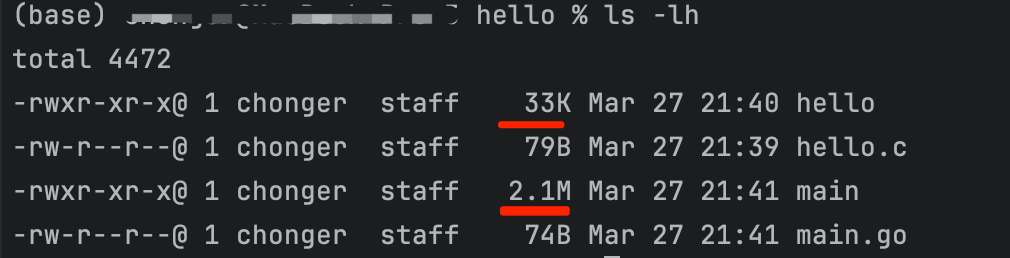 (base) hello % ls -lh
total 4472
-rwxr-xr-x@ 1 chonger staff 33K Mar 27 21:40 hello
-rw-r--r--@ 1 chonger staff 79B Mar 27 21:39 hello.c
-rwxr-xr-x@ 1 chonger staff 2.1M Mar 27 21:41 main
-rw-r--r--@ 1 chonger staff 74B Mar 27 21:41 main.go